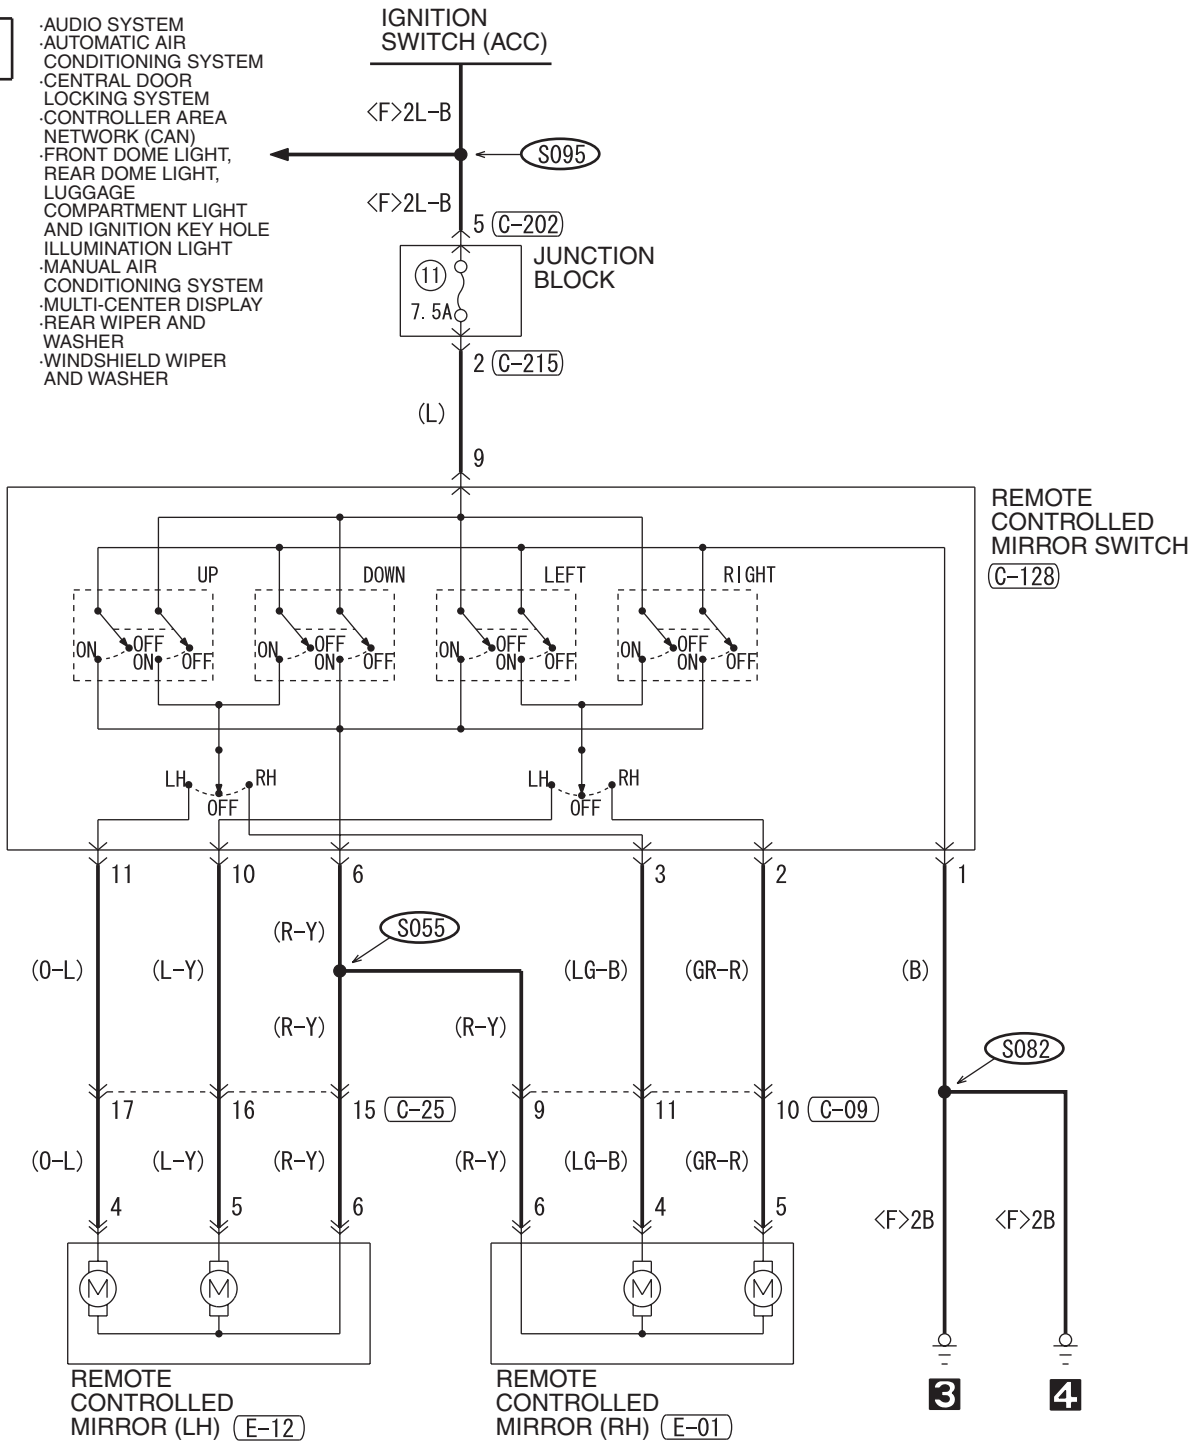 ·AUDIO SYSTEM
·AUTOMATIC AIR
CONDITIONING SYSTEM
·CENTRAL DOOR
LOCKING SYSTEM
·CONTROLLER AREA
NETWORK (CAN)
·FRONT DOME LIGHT,
REAR DOME LIGHT,
LUGGAGE
COMPARTMENT LIGHT
AND IGNITION KEY HOLE
ILLUMINATION LIGHT
·MANUAL AIR
CONDITIONING SYSTEM
·MULTI-CENTER DISPLAY
·REAR WIPER AND
WASHER
·WINDSHIELD WIPER
AND WASHER
IGNITION
SWITCH (ACC)
<F>2L-B
S095
<F>2L-B
5 C-202
JUNCTION
BLOCK
11
7.5A
2 C-215
(L)
9
REMOTE
CONTROLLED
MIRROR SWITCH
C-128
UP DOWN LEFT RIGHT
ON OFF ON OFF ON OFF ON OFF
ON OFF ON OFF ON OFF ON OFF
LH RH LH RH
OFF OFF
11 10 6 3 2 1
(R-Y) S055
(O-L) (L-Y) (LG-B) (GR-R) (B)
(R-Y) (R-Y)
S082
17 16 15 C-25 9 11 10 C-09
(O-L) (L-Y) (R-Y) (R-Y) (LG-B) (GR-R)
4 5 6 6 4 5
<F>2B <F>2B
M M M M
REMOTE
CONTROLLED
MIRROR (LH) E-12
REMOTE
CONTROLLED
MIRROR (RH) E-01
3 4